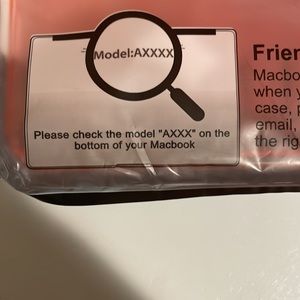 Model:AXXXX
Please check the model "AXXX" on the
bottom of your Macbook
Macbo
when y
case, p
email,
the rig